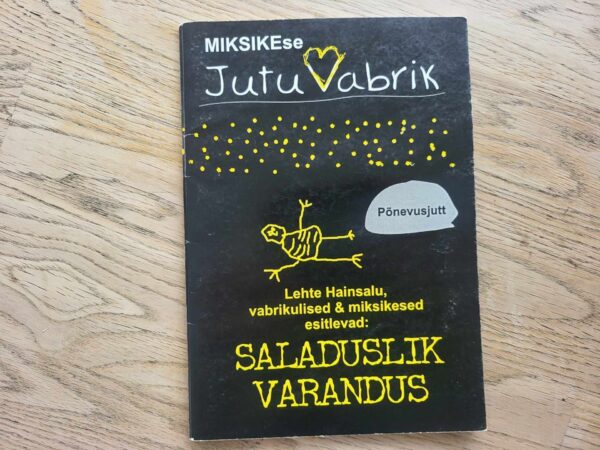 MIKSIKEse
JutuVabrik
Põnevusjutt
Lehte Hainsalu,
vabrikulised & miksikesed
esitlevad:
SALADUSLIK
VARANDUS